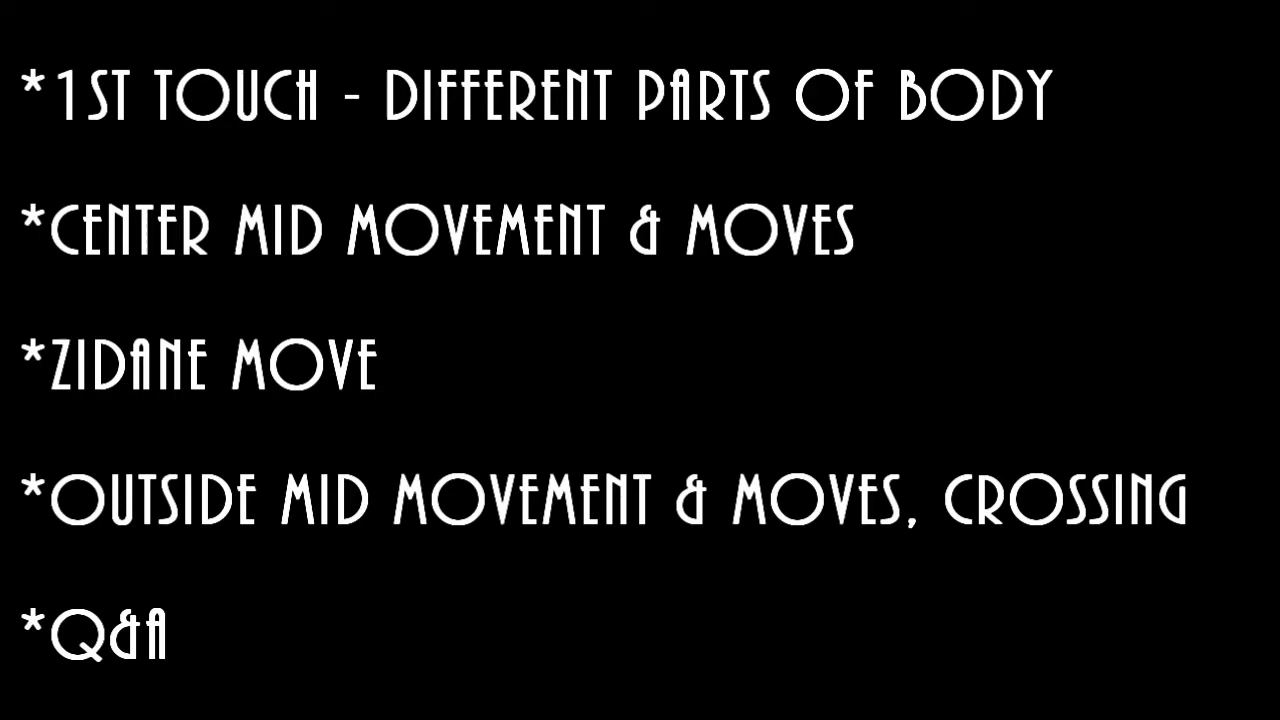 *1ST TOUCH - DIFFERENT PARTS OF BODY
*CENTER MID MOVEMENT & MOVES
*ZIDANE MOVE
*OUTSIDE MID MOVEMENT & MOVES, CROSSING
*Q&A